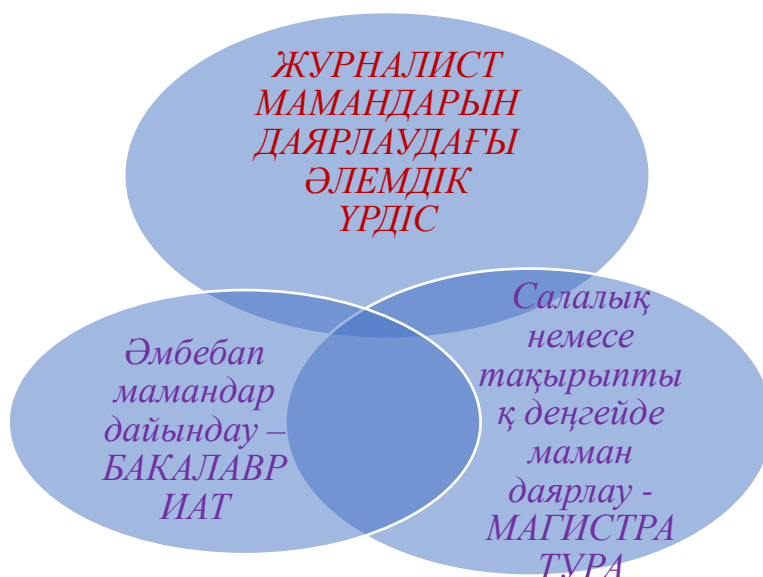 ЖУРНАЛИСТ
МАМАНДАРЫН
ДАЯРЛАУДАҒЫ
ӘЛЕМДІК
ҮРДІС
Әмбебап
мамандар
дайындау –
БАКАЛАВР
ИАТ
Салалық
немесе
тақырыпты
қ деңгейде
маман
даярлау -
МАГИСТРА
ТУРА